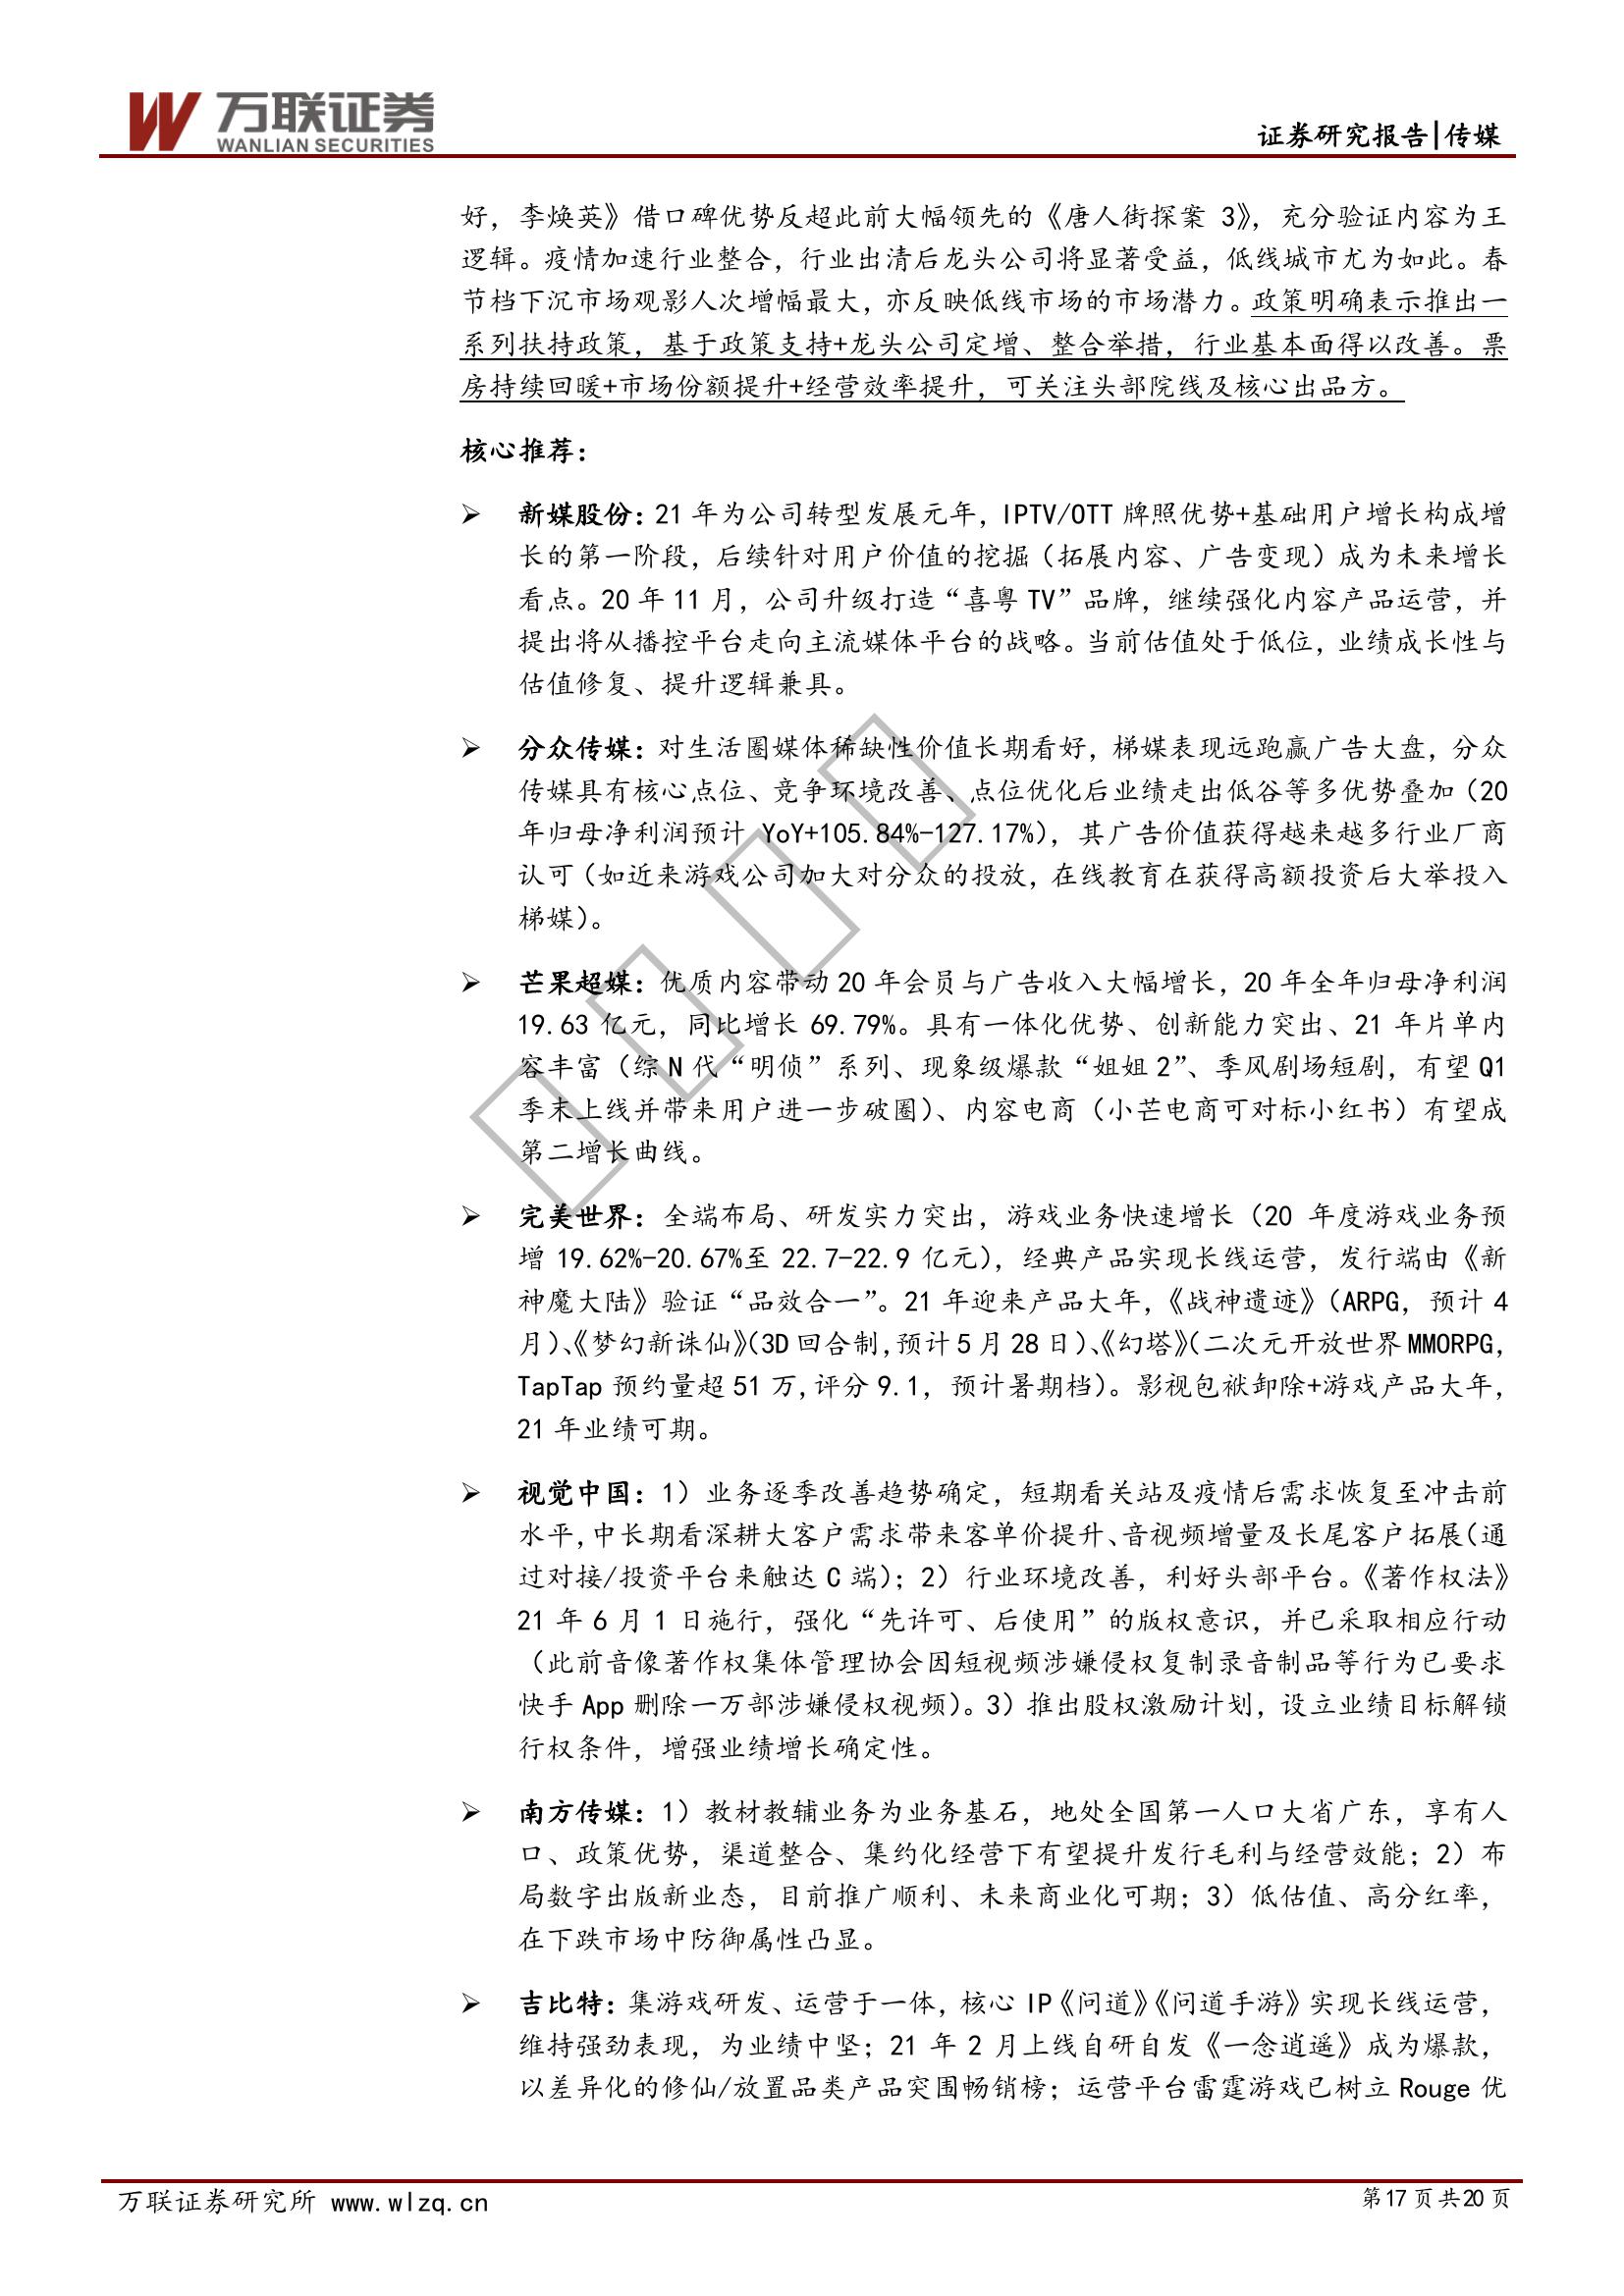 万联证券
WANLIAN SECURITIES
证券研究报告|传媒
好，李焕英》借口碑优势反超此前大幅领先的《唐人街探案 3》，充分验证内容为王
逻辑。疫情加速行业整合，行业出清后龙头公司将显著受益，低线城市尤为如此。春
节档下沉市场观影人次增幅最大，亦反映低线市场的市场潜力。政策明确表示推出一
系列扶持政策，基于政策支持+龙头公司定增、整合举措，行业基本面得以改善。票
房持续回暖+市场份额提升+经营效率提升，可关注头部院线及核心出品方。
核心推荐：
➢ 新媒股份：21 年为公司转型发展元年，IPTV/OTT 牌照优势+基础用户增长构成增
长的第一阶段，后续针对用户价值的挖掘（拓展内容、广告变现）成为未来增长
看点。20 年 11 月，公司升级打造“喜粤 TV”品牌，继续强化内容产品运营，并
提出将从播控平台走向主流媒体平台的战略。当前估值处于低位，业绩成长性与
估值修复、提升逻辑兼具。
➢ 分众传媒：对生活圈媒体稀缺性价值长期看好，梯媒表现远跑赢广告大盘，分众
传媒具有核心点位、竞争环境改善、点位优化后业绩走出低谷等多优势叠加（20
年归母净利润预计 YoY+105.84%-127.17%），其广告价值获得越来越多行业厂商
认可（如近来游戏公司加大对分众的投放，在线教育在获得高额投资后大举投入
梯媒）。
➢ 芒果超媒：优质内容带动 20 年会员与广告收入大幅增长，20 年全年归母净利润
19.63 亿元，同比增长 69.79%。具有一体化优势、创新能力突出、21 年片单内
容丰富（综 N 代“明侦”系列、现象级爆款“姐姐 2”、季风剧场短剧，有望 Q1
季末上线并带来用户进一步破圈）、内容电商（小芒电商可对标小红书）有望成
第二增长曲线。
➢ 完美世界：全端布局、研发实力突出，游戏业务快速增长（20 年度游戏业务预
增 19.62%-20.67%至 22.7-22.9 亿元），经典产品实现长线运营，发行端由《新
神魔大陆》验证“品效合一”。21 年迎来产品大年，《战神遗迹》（ARPG，预计 4
月）、《梦幻新诛仙》（3D 回合制,预计 5 月 28 日）、《幻塔》（二次元开放世界 MMORPG，
TapTap 预约量超 51 万,评分 9.1，预计暑期档）。影视包袱卸除+游戏产品大年，
21 年业绩可期。
➢ 视觉中国：1）业务逐季改善趋势确定，短期看关站及疫情后需求恢复至冲击前
水平,中长期看深耕大客户需求带来客单价提升、音视频增量及长尾客户拓展（通
过对接/投资平台来触达 C 端）；2）行业环境改善，利好头部平台。《著作权法》
21 年 6 月 1 日施行，强化“先许可、后使用”的版权意识，并已采取相应行动
（此前音像著作权集体管理协会因短视频涉嫌侵权复制录音制品等行为已要求
快手 App 删除一万部涉嫌侵权视频）。3）推出股权激励计划，设立业绩目标解锁
行权条件，增强业绩增长确定性。
➢ 南方传媒：1）教材教辅业务为业务基石，地处全国第一人口大省广东，享有人
口、政策优势，渠道整合、集约化经营下有望提升发行毛利与经营效能；2）布
局数字出版新业态，目前推广顺利、未来商业化可期；3）低估值、高分红率，
在下跌市场中防御属性凸显。
➢ 吉比特：集游戏研发、运营于一体，核心 IP《问道》《问道手游》实现长线运营，
维持强劲表现，为业绩中坚；21 年 2 月上线自研自发《一念逍遥》成为爆款，
以差异化的修仙/放置品类产品突围畅销榜；运营平台雷霆游戏已树立 Rouge 优
万联证券研究所 www.wlzq.cn
第17 页 共20 页